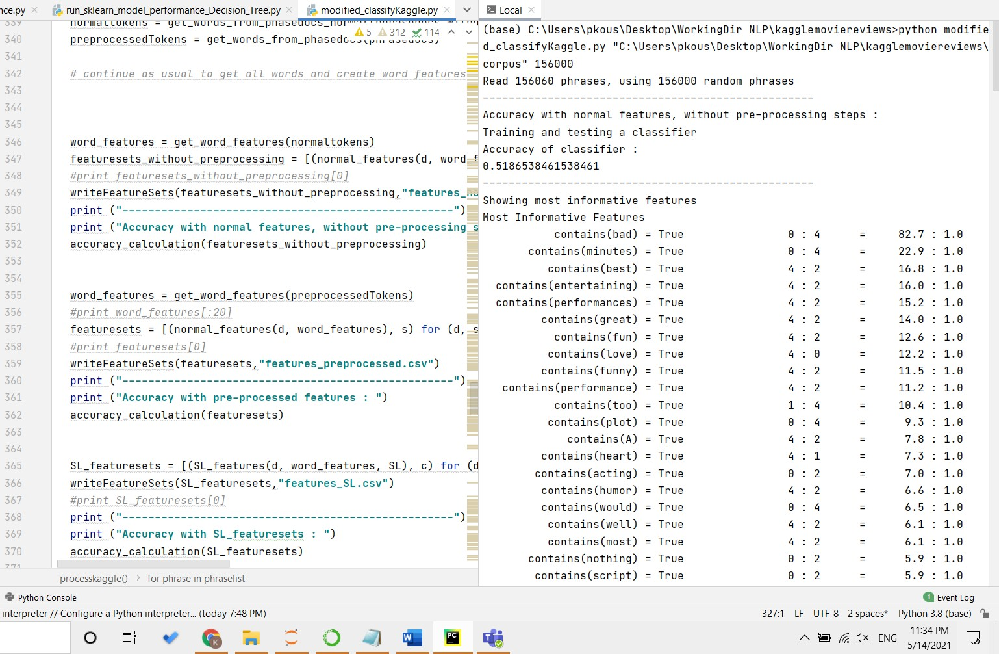 nce.py
run_sklearn_model_performance_Decision_Tree.py
modified_classifyKaggle.py
5 312 114
339 normaltokens =
340 preprocessedTokens =
341
342 # continue as usual to get all words and create word features
343
344
345
346 word_features = get_word_features(normaltokens)
347 featuresets_without_preprocessing = [(normal_features(d, word_f
348 #print featuresets_without_preprocessing[0]
349 writeFeatureSets(featuresets_without_preprocessing,"features_no
350 print ("---------------------------------------------------")
351 print ("Accuracy with normal features, without pre-processing s
352 accuracy_calculation(featuresets_without_preprocessing)
353
354
355 word_features = get_word_features(preprocessedTokens)
356 #print word_features[:20]
357 featuresets = [(normal_features(d, word_features), s) for (d, s
358 #print featuresets[0]
359 writeFeatureSets(featuresets,"features_preprocessed.csv")
360 print ("---------------------------------------------------")
361 print ("Accuracy with pre-processed features : ")
362 accuracy_calculation(featuresets)
363
364
365 SL_featuresets = [(SL_features(d, word_features, SL), c) for (d
366 writeFeatureSets(SL_featuresets,"features_SL.csv")
367 #print SL_featuresets[0]
368 print ("---------------------------------------------------")
369 print ("Accuracy with SL_featuresets : ")
370 accuracy_calculation(SL_featuresets)
371
processkaggle() > for phrase in phraselist
Local
(base) C:\Users\pkous\Desktop\WorkingDir NLP\kagglemoviereviews>python modifie
d_classifyKaggle.py "C:\Users\pkous\Desktop\WorkingDir NLP\kagglemoviereviews\
corpus" 156000
Read 156060 phrases, using 156000 random phrases
---------------------------------------------------
Accuracy with normal features, without pre-processing steps :
Training and testing a classifier
Accuracy of classifier :
0.5186538461538461
---------------------------------------------------
Showing most informative features
Most Informative Features
contains(bad) = True 0 : 4 = 82.7 : 1.0
contains(minutes) = True 0 : 4 = 22.9 : 1.0
contains(best) = True 4 : 2 = 16.8 : 1.0
contains(entertaining) = True 4 : 2 = 16.0 : 1.0
contains(performances) = True 4 : 2 = 15.2 : 1.0
contains(great) = True 4 : 2 = 14.0 : 1.0
contains(fun) = True 4 : 2 = 12.6 : 1.0
contains(love) = True 4 : 0 = 12.2 : 1.0
contains(funny) = True 4 : 2 = 11.5 : 1.0
contains(performance) = True 4 : 2 = 11.2 : 1.0
contains(too) = True 1 : 4 = 10.4 : 1.0
contains(plot) = True 0 : 4 = 9.3 : 1.0
contains(A) = True 4 : 2 = 7.8 : 1.0
contains(heart) = True 4 : 1 = 7.3 : 1.0
contains(acting) = True 0 : 2 = 7.0 : 1.0
contains(humor) = True 4 : 2 = 6.6 : 1.0
contains(would) = True 0 : 4 = 6.5 : 1.0
contains(well) = True 4 : 2 = 6.1 : 1.0
contains(most) = True 4 : 2 = 6.1 : 1.0
contains(nothing) = True 0 : 2 = 5.9 : 1.0
contains(script) = True 0 : 2 = 5.9 : 1.0
Python Console
1 Event Log
interpreter // Configure a Python interpreter... (today 7:48 PM)
327:1 LF UTF-8 2 spaces* Python 3.8 (base)
K
W
PC
T
ENG
11:34 PM
5/14/2021